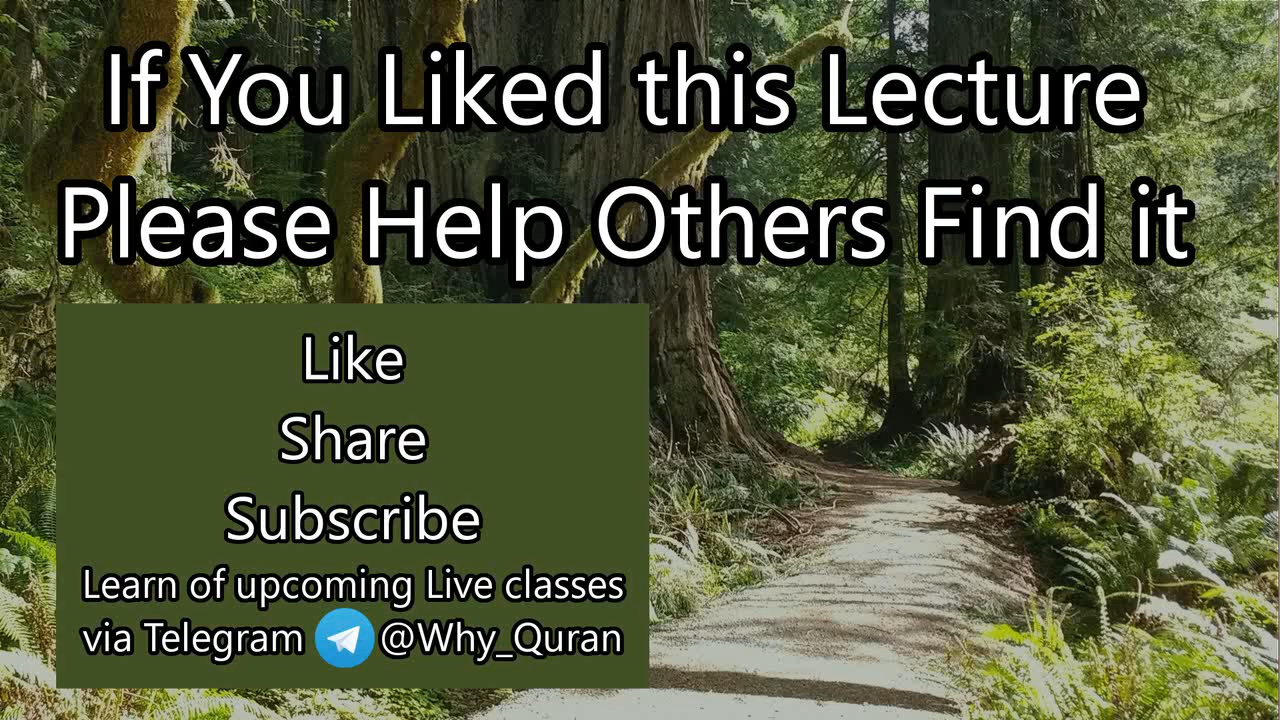 If You Liked this Lecture
Please Help Others Find it
Like
Share
Subscribe
Learn of upcoming Live classes
via Telegram @Why_Quran